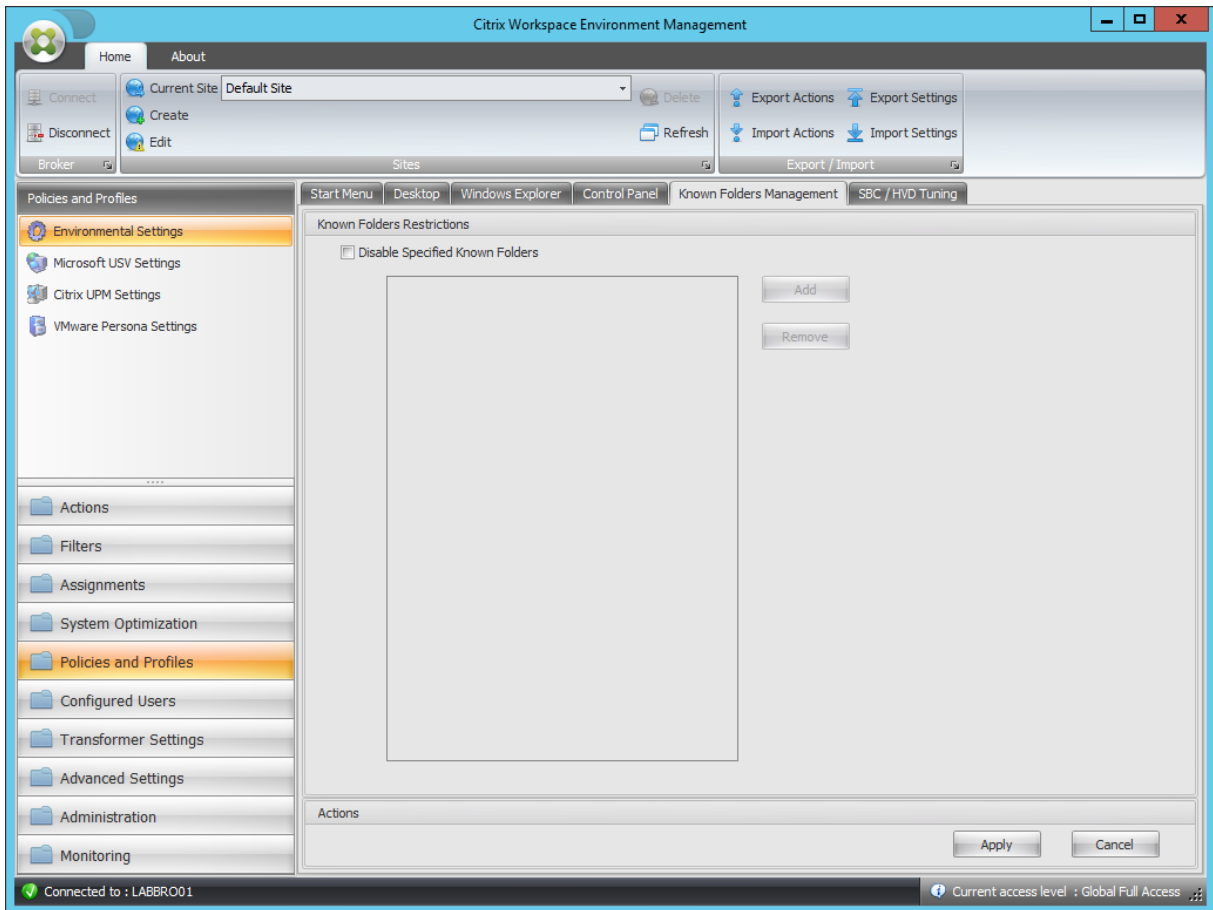 Citrix Workspace Environment Management
Home About
Connect
Disconnect
Broker
Current Site Default Site
Create
Edit
Delete
Refresh
Sites
Export Actions Export Settings
Import Actions Import Settings
Export / Import
Policies and Profiles
Environmental Settings
Microsoft USV Settings
Citrix UPM Settings
VMware Persona Settings
Actions
Filters
Assignments
System Optimization
Policies and Profiles
Configured Users
Transformer Settings
Advanced Settings
Administration
Monitoring
Start Menu Desktop Windows Explorer Control Panel Known Folders Management SBC / HVD Tuning
Known Folders Restrictions
Disable Specified Known Folders
Add
Remove
Actions
Apply Cancel
Connected to : LABBRO01
Current access level : Global Full Access